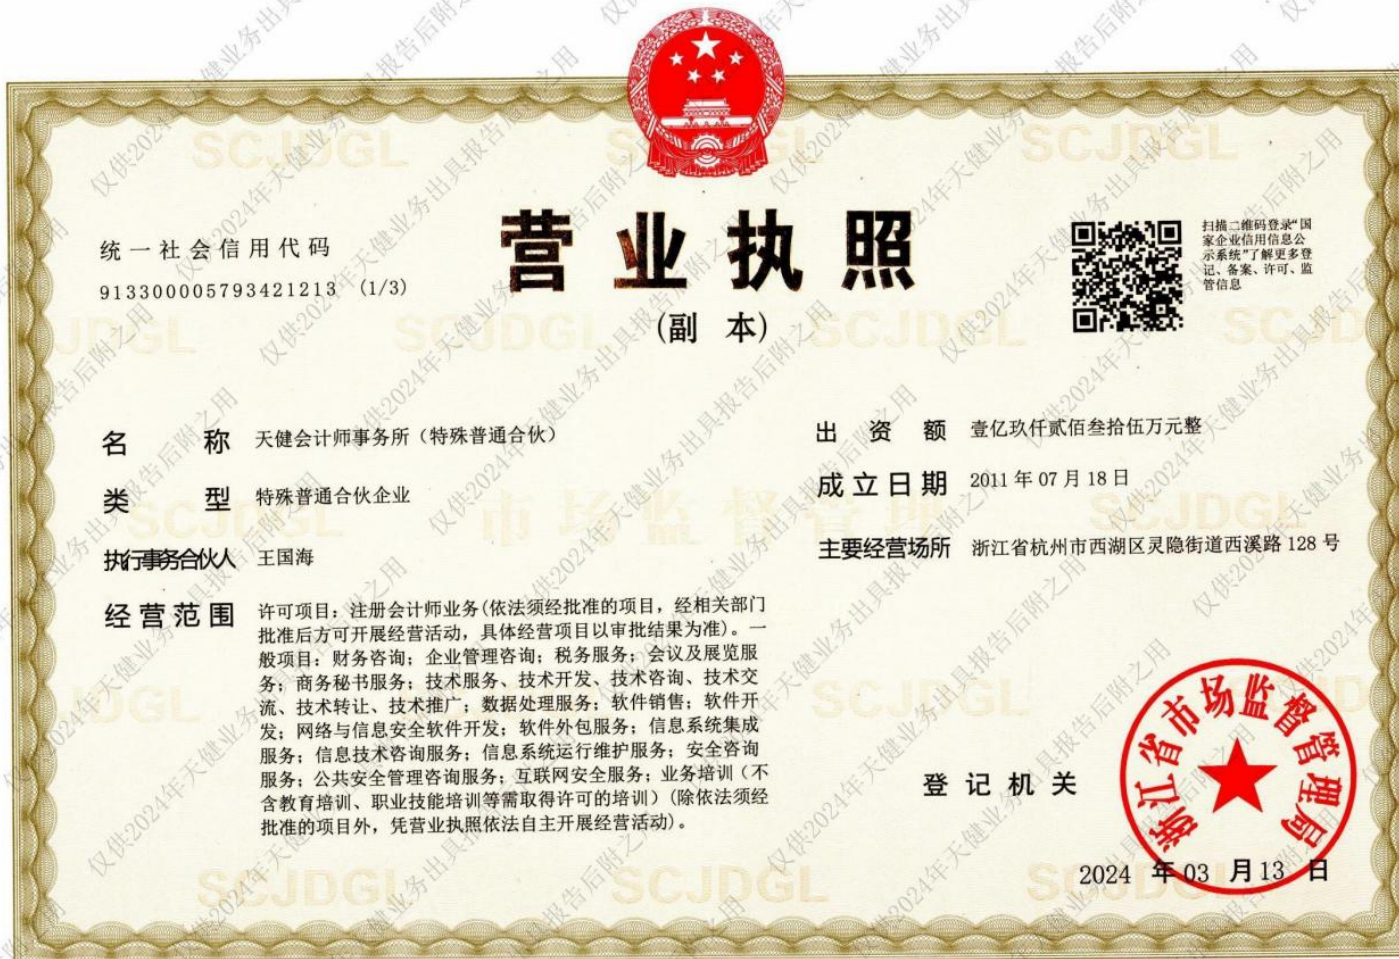 营业执照
(副 本)
统一社会信用代码
913300005793421213 (1/3)
扫描二维码登录“国
家企业信用信息公
示系统”了解更多登
记、备案、许可、监
管信息
名 称 天健会计师事务所（特殊普通合伙）
类 型 特殊普通合伙企业
执行事务合伙人 王国海
经营范围 许可项目：注册会计师业务(依法须经批准的项目，经相关部门
批准后方可开展经营活动，具体经营项目以审批结果为准)。一
般项目：财务咨询；企业管理咨询；税务服务；会议及展览服
务；商务秘书服务；技术服务、技术开发、技术咨询、技术交
流、技术转让、技术推广；数据处理服务；软件销售；软件开
发；网络与信息安全软件开发；软件外包服务；信息系统集成
服务；信息技术咨询服务；信息系统运行维护服务；安全咨询
服务；公共安全管理咨询服务；互联网安全服务；业务培训（不
含教育培训、职业技能培训等需取得许可的培训）(除依法须经
批准的项目外，凭营业执照依法自主开展经营活动)。
出 资 额 壹亿玖仟贰佰叁拾伍万元整
成立日期 2011 年 07 月 18 日
主要经营场所 浙江省杭州市西湖区灵隐街道西溪路 128 号
登记机关
浙江省市场监督管理局
2024 年 03 月 13 日
仅供2024年天健业务出具报告后附之用
SCJDGL
市场监督管理